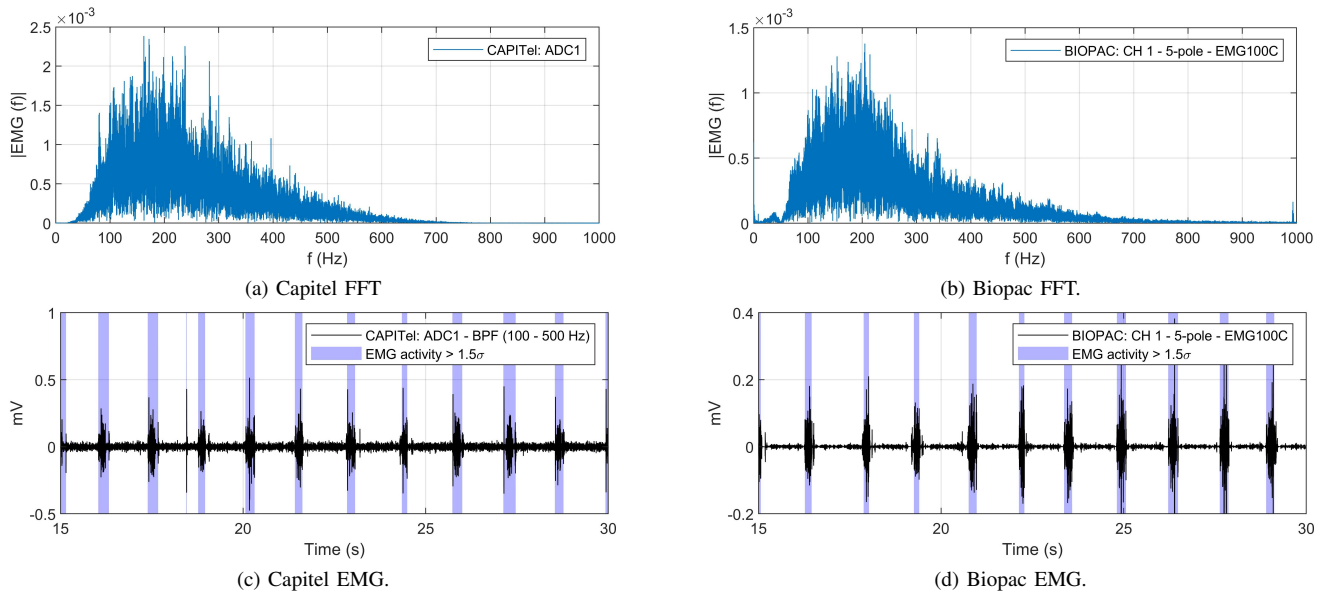 ×10⁻³
2.5
2
1.5
1
0.5
0
|EMG (f)|
CAPITel: ADC1
0 100 200 300 400 500 600 700 800 900 1000
f (Hz)
(a) Capitel FFT
×10⁻³
1.5
1
0.5
0
|EMG (f)|
BIOPAC: CH 1 - 5-pole - EMG100C
0 100 200 300 400 500 600 700 800 900 1000
f (Hz)
(b) Biopac FFT.
1
0.5
0
-0.5
mV
CAPITel: ADC1 - BPF (100 - 500 Hz)
EMG activity > 1.5σ
15 20 25 30
Time (s)
(c) Capitel EMG.
0.4
0.2
0
-0.2
mV
BIOPAC: CH 1 - 5-pole - EMG100C
EMG activity > 1.5σ
15 20 25 30
Time (s)
(d) Biopac EMG.